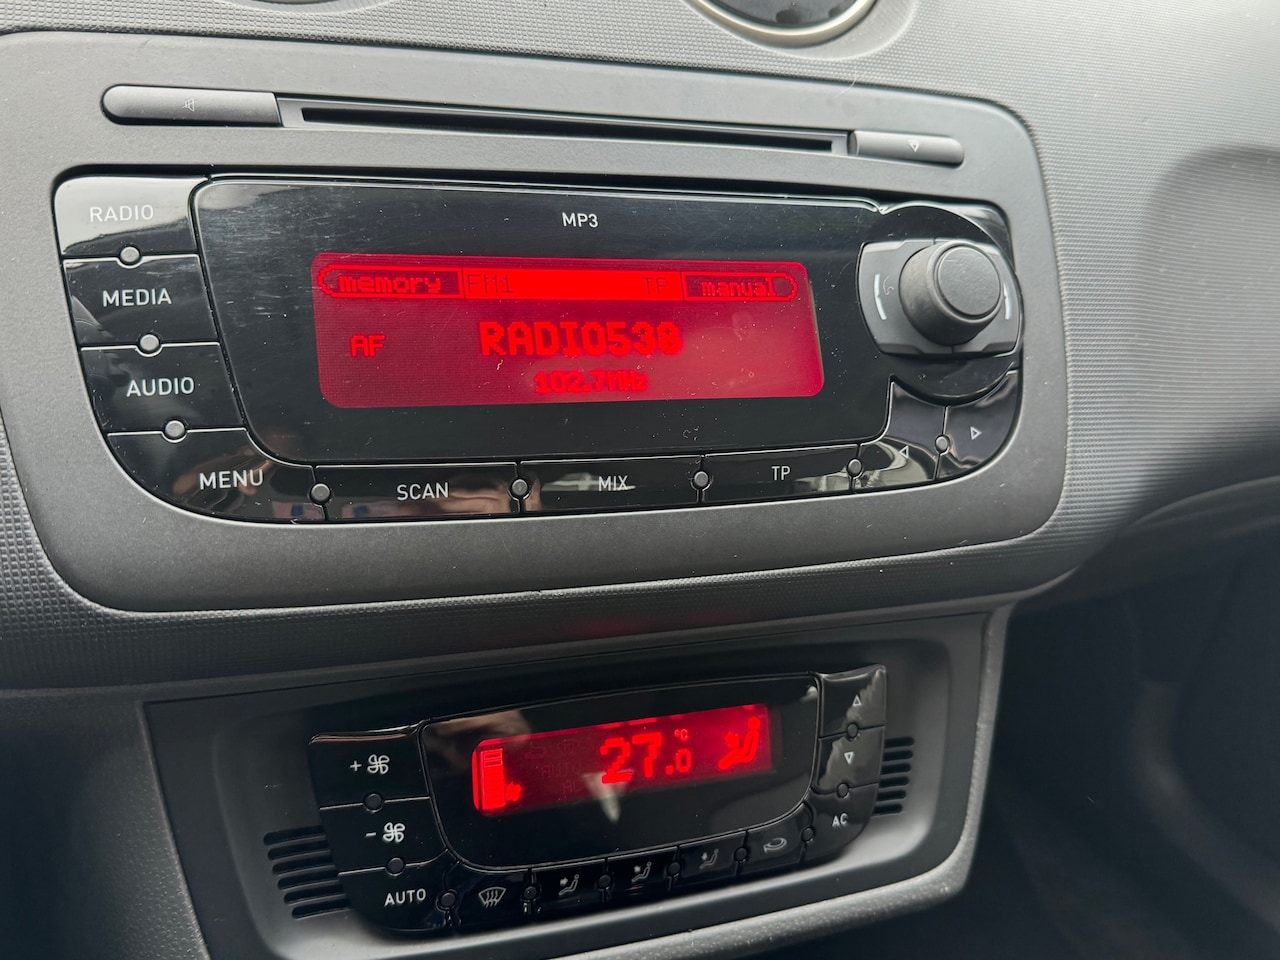 MP3
RADIO
memory FM1 TP manual
MEDIA
AF RADIO538
102.7MHz
AUDIO
MENU
SCAN
MIX
TP
27.0 °C
AUTO
+
-
AUTO
AC